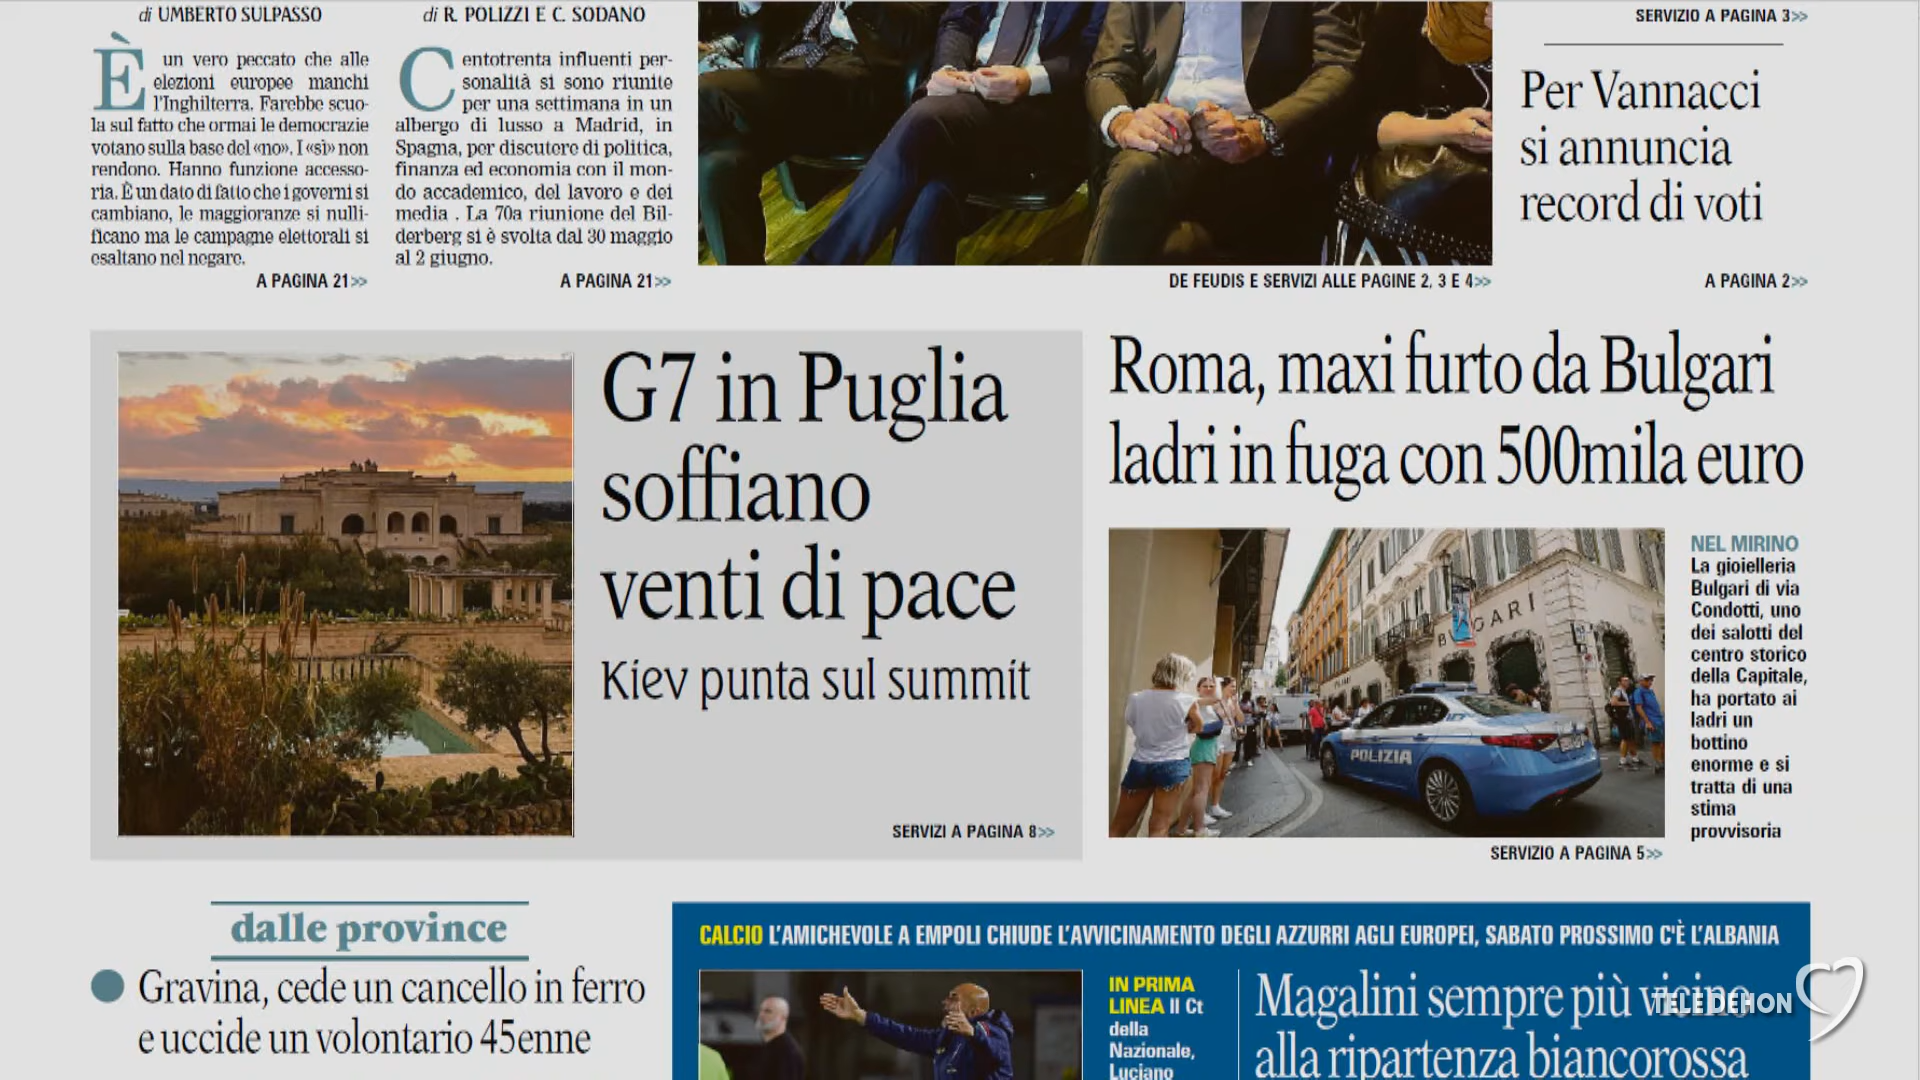 di UMBERTO SULPASSO
È un vero peccato che alle
elezioni europee manchi
l'Inghilterra. Farebbe scuo-
la sul fatto che ormai le democrazie
votano sulla base del «no». I «sì» non
rendono. Hanno funzione accesso-
ria. È un dato di fatto che i governi si
cambiano, le maggioranze si nulli-
ficano ma le campagne elettorali si
esaltano nel negare.
A PAGINA 21>>
di R. POLIZZI E C. SODANO
Centotrenta influenti per-
sonalità si sono riunite
per una settimana in un
albergo di lusso a Madrid, in
Spagna, per discutere di politica,
finanza ed economia con il mon-
do accademico, del lavoro e dei
media . La 70a riunione del Bil-
derberg si è svolta dal 30 maggio
al 2 giugno.
A PAGINA 21>>
DE FEUDIS E SERVIZI ALLE PAGINE 2, 3 E 4>>
SERVIZIO A PAGINA 3>>
Per Vannacci
si annuncia
record di voti
A PAGINA 2>>
G7 in Puglia
soffiano
venti di pace
Kiev punta sul summit
SERVIZI A PAGINA 8>>
Roma, maxi furto da Bulgari
ladri in fuga con 500mila euro
BULGARI
POLIZIA
NEL MIRINO
La gioielleria
Bulgari di via
Condotti, uno
dei salotti del
centro storico
della Capitale,
ha portato ai
ladri un
bottino
enorme e si
tratta di una
stima
provvisoria
SERVIZIO A PAGINA 5>>
dalle province
Gravina, cede un cancello in ferro
e uccide un volontario 45enne
CALCIO L'AMICHEVOLE A EMPOLI CHIUDE L'AVVICINAMENTO DEGLI AZZURRI AGLI EUROPEI, SABATO PROSSIMO C'È L'ALBANIA
IN PRIMA
LINEA Il Ct
della
Nazionale,
Luciano
Magalini sempre più vicino
alla ripartenza biancorossa
TELEDEHON